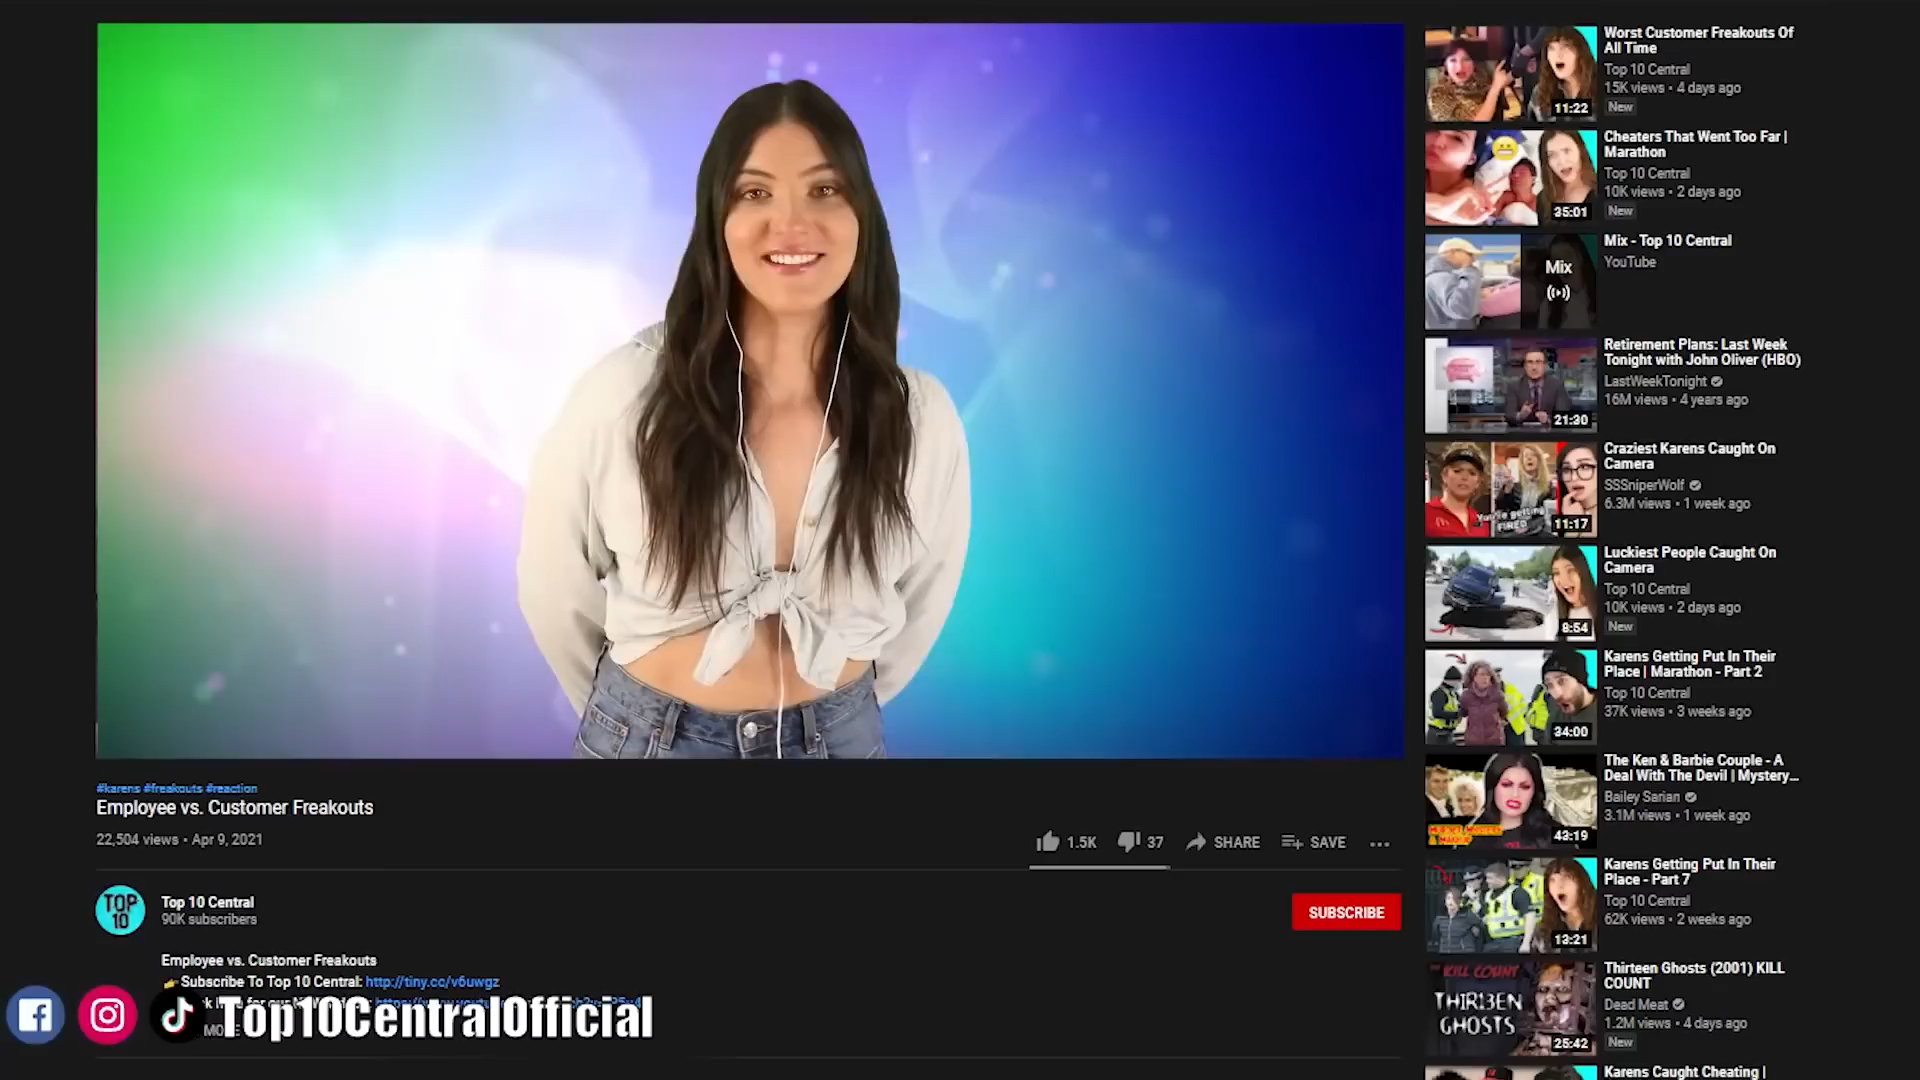 #karens #freakouts #reaction
Employee vs. Customer Freakouts
22,504 views • Apr 9, 2021
1.5K
37
SHARE
SAVE
TOP
10
Top 10 Central
90K subscribers
SUBSCRIBE
Employee vs. Customer Freakouts
Subscribe To Top 10 Central: http://tiny.cc/v6uwgz
Top10CentralOfficial
Worst Customer Freakouts Of
All Time
Top 10 Central
15K views • 4 days ago
New
11:22
Cheaters That Went Too Far |
Marathon
Top 10 Central
10K views • 2 days ago
New
35:01
Mix - Top 10 Central
YouTube
Mix
Retirement Plans: Last Week
Tonight with John Oliver (HBO)
LastWeekTonight
16M views • 4 years ago
21:30
Craziest Karens Caught On
Camera
SSSniperWolf
6.3M views • 1 week ago
You're getting
FIRED
11:17
Luckiest People Caught On
Camera
Top 10 Central
10K views • 2 days ago
New
8:54
Karens Getting Put In Their
Place | Marathon - Part 2
Top 10 Central
37K views • 3 weeks ago
34:00
The Ken & Barbie Couple - A
Deal With The Devil | Mystery...
Bailey Sarian
3.1M views • 1 week ago
43:19
Karens Getting Put In Their
Place - Part 7
Top 10 Central
62K views • 2 weeks ago
13:21
Thirteen Ghosts (2001) KILL
COUNT
Dead Meat
1.2M views • 4 days ago
New
KILL COUNT
THIR13EN
GHOSTS
25:42
Karens Caught Cheating |